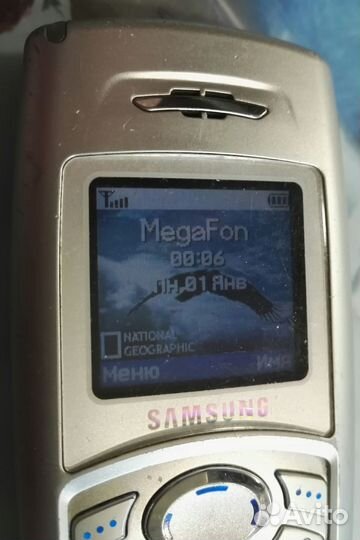 MegaFon
00:06
Пн,01 Янв
NATIONAL
GEOGRAPHIC
Меню Имя
SAMSUNG
Avito